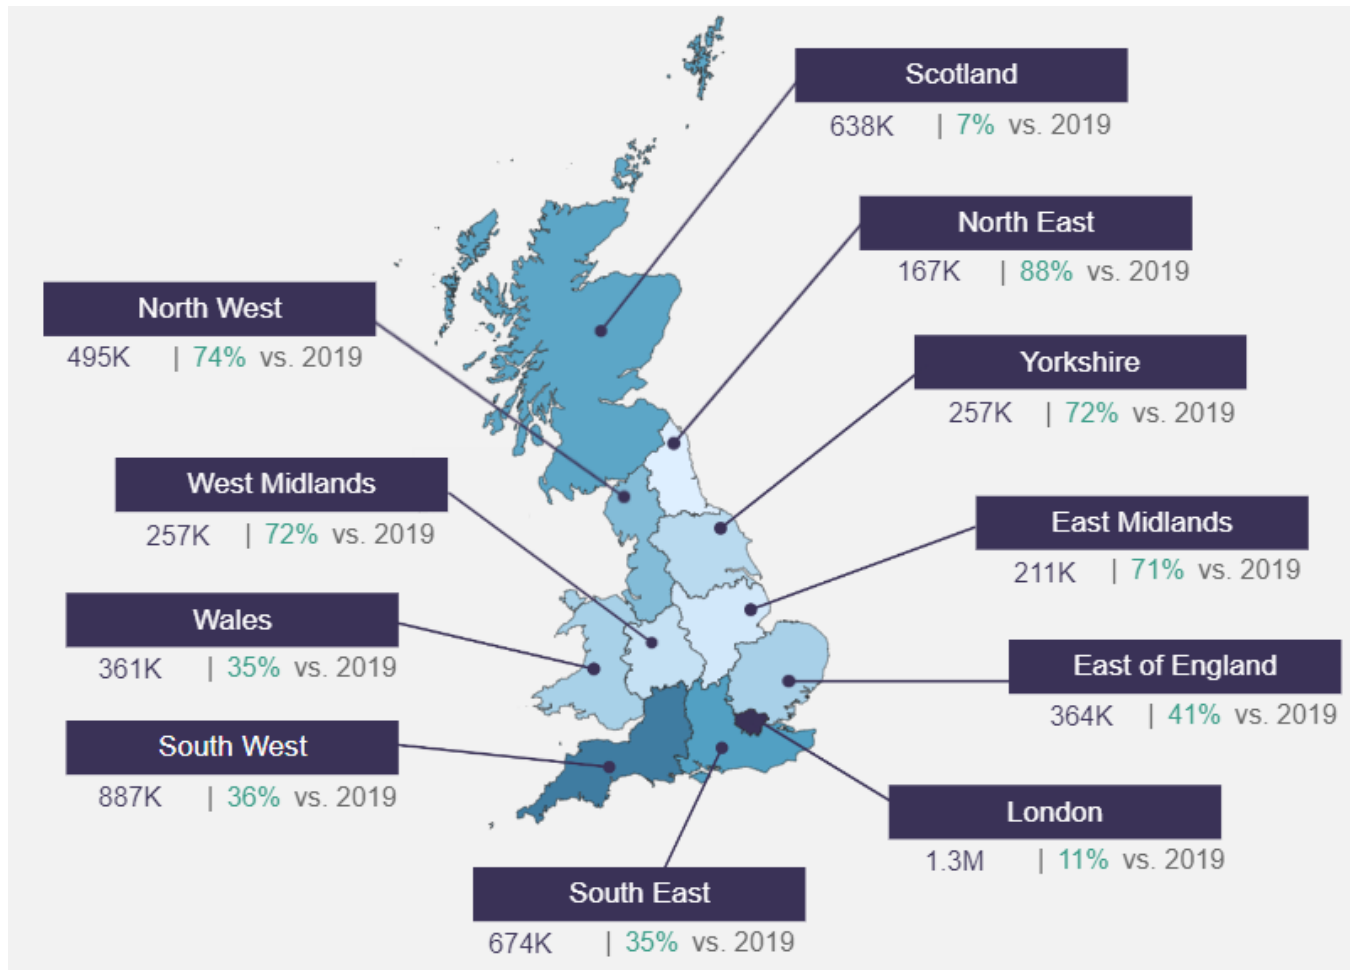 Scotland
638K | 7% vs. 2019
North East
167K | 88% vs. 2019
North West
495K | 74% vs. 2019
Yorkshire
257K | 72% vs. 2019
West Midlands
257K | 72% vs. 2019
East Midlands
211K | 71% vs. 2019
Wales
361K | 35% vs. 2019
East of England
364K | 41% vs. 2019
South West
887K | 36% vs. 2019
London
1.3M | 11% vs. 2019
South East
674K | 35% vs. 2019